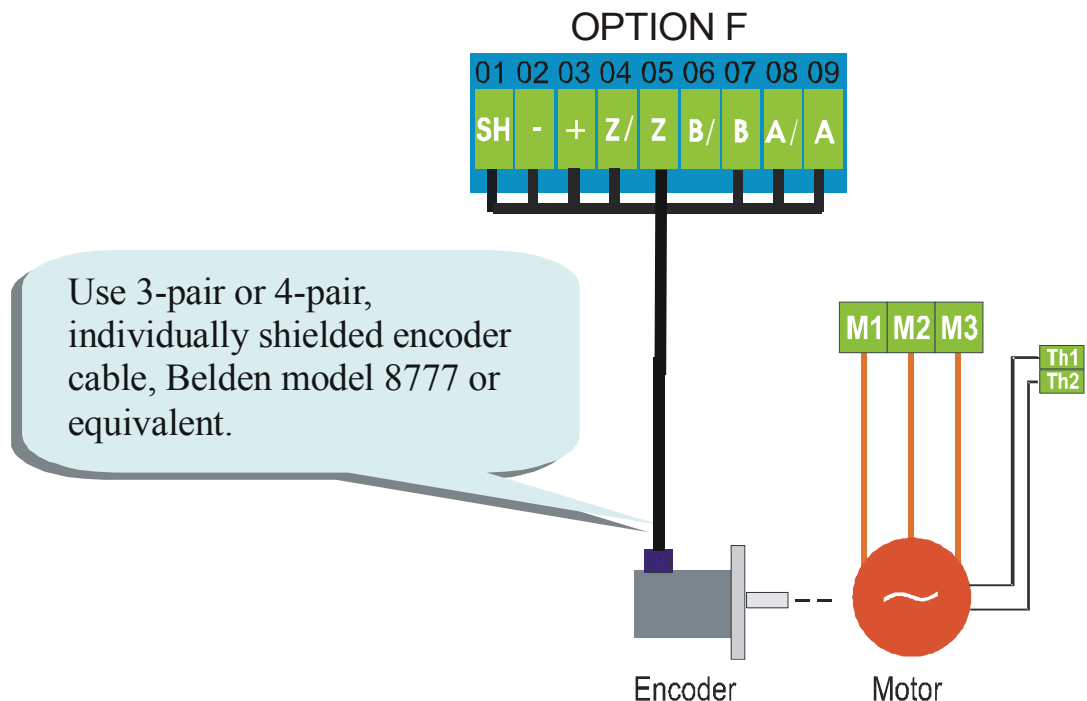 OPTION F
01 02 03 04 05 06 07 08 09
SH - + Z/ Z B/ B A/ A
Use 3-pair or 4-pair,
individually shielded encoder
cable, Belden model 8777 or
equivalent.
M1 M2 M3
Th1
Th2
Encoder
Motor